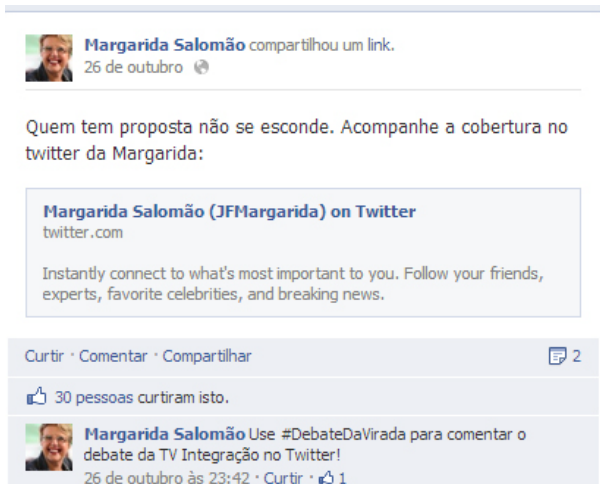 Margarida Salomão compartilhou um link.
26 de outubro
Quem tem proposta não se esconde. Acompanhe a cobertura no
twitter da Margarida:
Margarida Salomão (JFMargarida) on Twitter
twitter.com
Instantly connect to what's most important to you. Follow your friends,
experts, favorite celebrities, and breaking news.
Curtir · Comentar · Compartilhar 2
30 pessoas curtiram isto.
Margarida Salomão Use #DebateDaVirada para comentar o
debate da TV Integração no Twitter!
26 de outubro às 23:42 · Curtir · 1